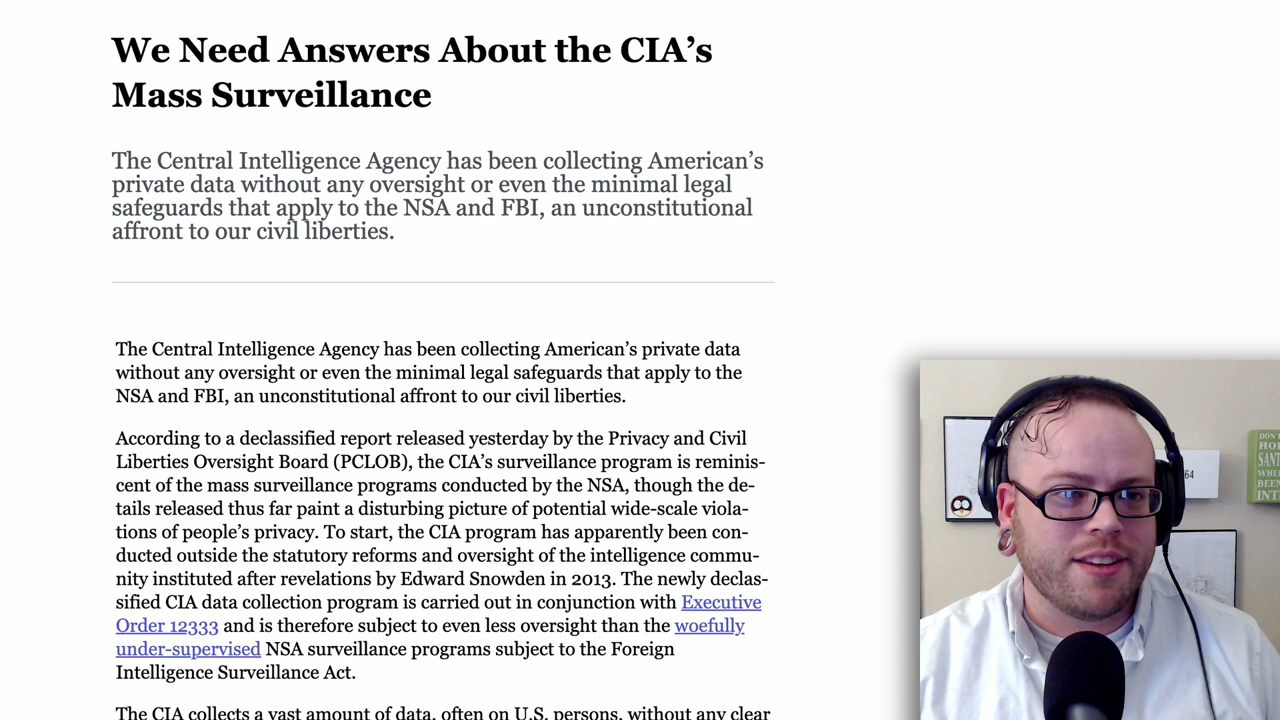 We Need Answers About the CIA’s
Mass Surveillance
The Central Intelligence Agency has been collecting American’s
private data without any oversight or even the minimal legal
safeguards that apply to the NSA and FBI, an unconstitutional
affront to our civil liberties.
The Central Intelligence Agency has been collecting American’s private data
without any oversight or even the minimal legal safeguards that apply to the
NSA and FBI, an unconstitutional affront to our civil liberties.
According to a declassified report released yesterday by the Privacy and Civil
Liberties Oversight Board (PCLOB), the CIA’s surveillance program is reminis-
cent of the mass surveillance programs conducted by the NSA, though the de-
tails released thus far paint a disturbing picture of potential wide-scale viola-
tions of people’s privacy. To start, the CIA program has apparently been con-
ducted outside the statutory reforms and oversight of the intelligence commu-
nity instituted after revelations by Edward Snowden in 2013. The newly declas-
sified CIA data collection program is carried out in conjunction with Executive
Order 12333 and is therefore subject to even less oversight than the woefully
under-supervised NSA surveillance programs subject to the Foreign
Intelligence Surveillance Act.
The CIA collects a vast amount of data, often on U.S. persons, without any clear
64
DON'T